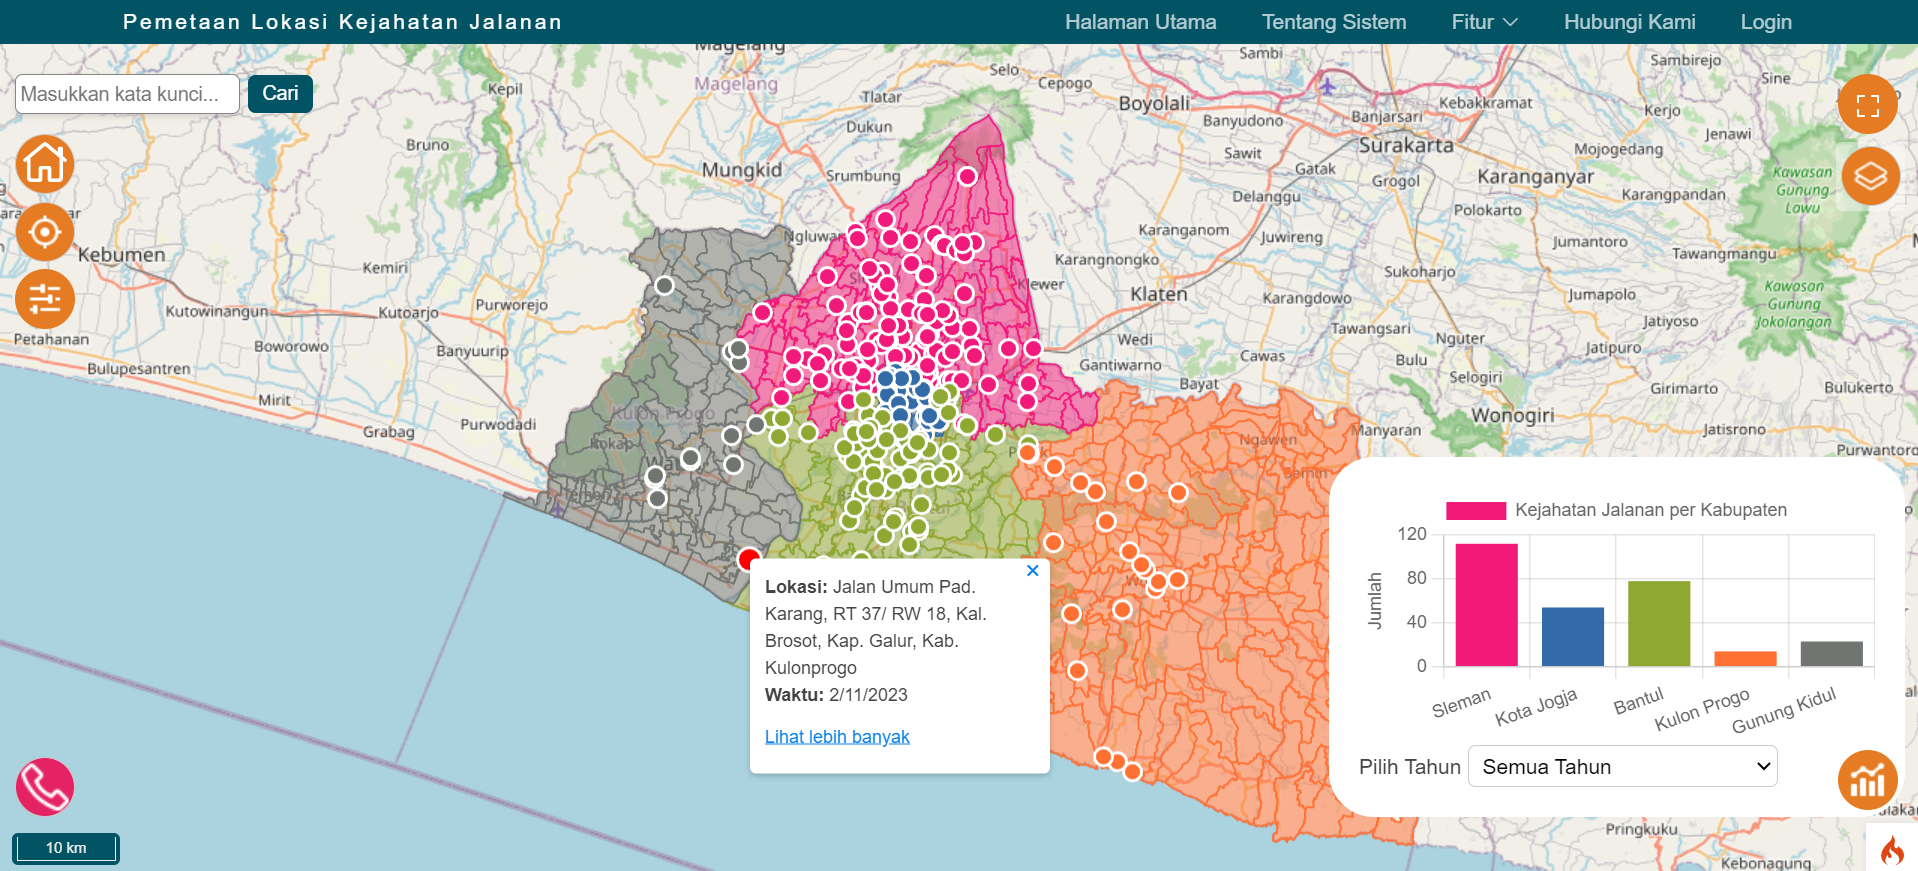 Pemetaan Lokasi Kejahatan Jalanan
Halaman Utama
Tentang Sistem
Fitur
Hubungi Kami
Login
Masukkan kata kunci...
Cari
Magelang
Magelang
Kepil
Bruno
Mungkid
Tlatar
Dukun
Srumbung
Selo
Cepogo
Boyolali
Sambi
Banyudono
Sawit
Banjarsari
Kebakkramat
Surakarta
Gatak
Grogol
Delanggu
Karanganom
Juwireng
Karangnongko
Klaten
Karangdowo
Sambirejo
Sine
Kerjo
Jenawi
Mojogedang
Karanganyar
Karangpandan
Polokarto
Kawasan
Gunung
Lawu
Jumantoro
Tawangmangu
Sukoharjo
Kawasan
Gunung
Jokolangan
Jumapolo
Jatiyoso
Tawangsari
Nguter
Jatipuro
Bulu
Selogiri
Girimarto
Bulukerto
Wonogiri
Jatisrono
Manyaran
Purwantoro
Wedi
Cawas
Gantiwarno
Bayat
Kebumen
Kemiri
Purworejo
Kutowinangun
Kutoarjo
Petahanan
Boworowo
Banyuurip
Bulupesantren
Mirit
Purwodadi
Grabag
Kulon Progo
Kokap
Ngawen
Semin
Lokasi: Jalan Umum Pad.
Karang, RT 37/ RW 18, Kal.
Brosot, Kap. Galur, Kab.
Kulonprogo
Waktu: 2/11/2023
Lihat lebih banyak
Kejahatan Jalanan per Kabupaten
Jumlah
120
80
40
0
Sleman
Kota Jogja
Bantul
Kulon Progo
Gunung Kidul
Pilih Tahun
Semua Tahun
10 km
Pringkuku
Kebonagung